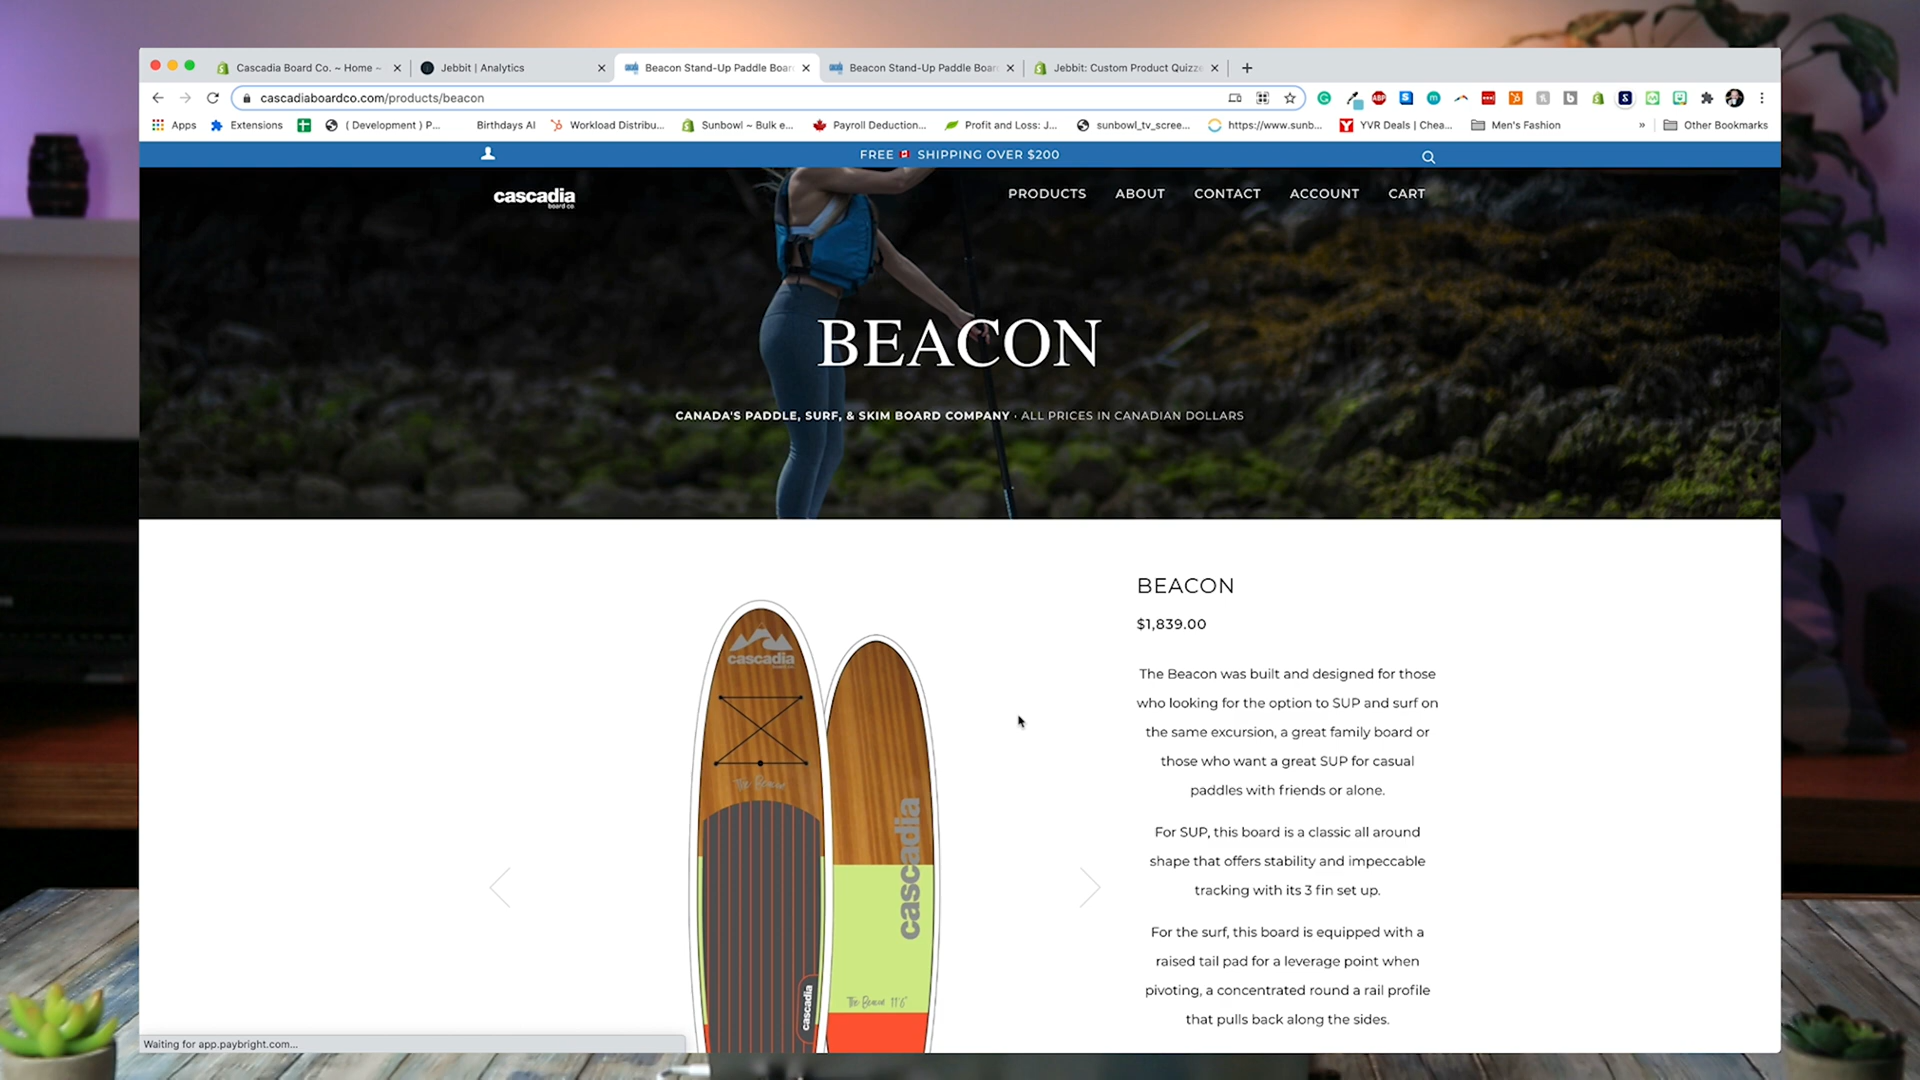 Cascadia Board Co. ~ Home ~
Jebbit | Analytics
Beacon Stand-Up Paddle Boar
Beacon Stand-Up Paddle Boar
Jebbit: Custom Product Quizze
cascadiaboardco.com/products/beacon
ABP
Apps
Extensions
( Development ) P...
Birthdays AI
Workload Distribu...
Sunbowl ~ Bulk e...
Payroll Deduction...
Profit and Loss: J...
sunbowl_tv_scree...
https://www.sunb...
YVR Deals | Chea...
Men's Fashion
»
Other Bookmarks
FREE SHIPPING OVER $200
cascadia
board co.
PRODUCTS
ABOUT
CONTACT
ACCOUNT
CART
BEACON
CANADA'S PADDLE, SURF, & SKIM BOARD COMPANY · ALL PRICES IN CANADIAN DOLLARS
cascadia
The Beacon
cascadia
cascadia
The Beacon 11'6"
BEACON
$1,839.00
The Beacon was built and designed for those
who looking for the option to SUP and surf on
the same excursion, a great family board or
those who want a great SUP for casual
paddles with friends or alone.
For SUP, this board is a classic all around
shape that offers stability and impeccable
tracking with its 3 fin set up.
For the surf, this board is equipped with a
raised tail pad for a leverage point when
pivoting, a concentrated round a rail profile
that pulls back along the sides.
Waiting for app.paybright.com...